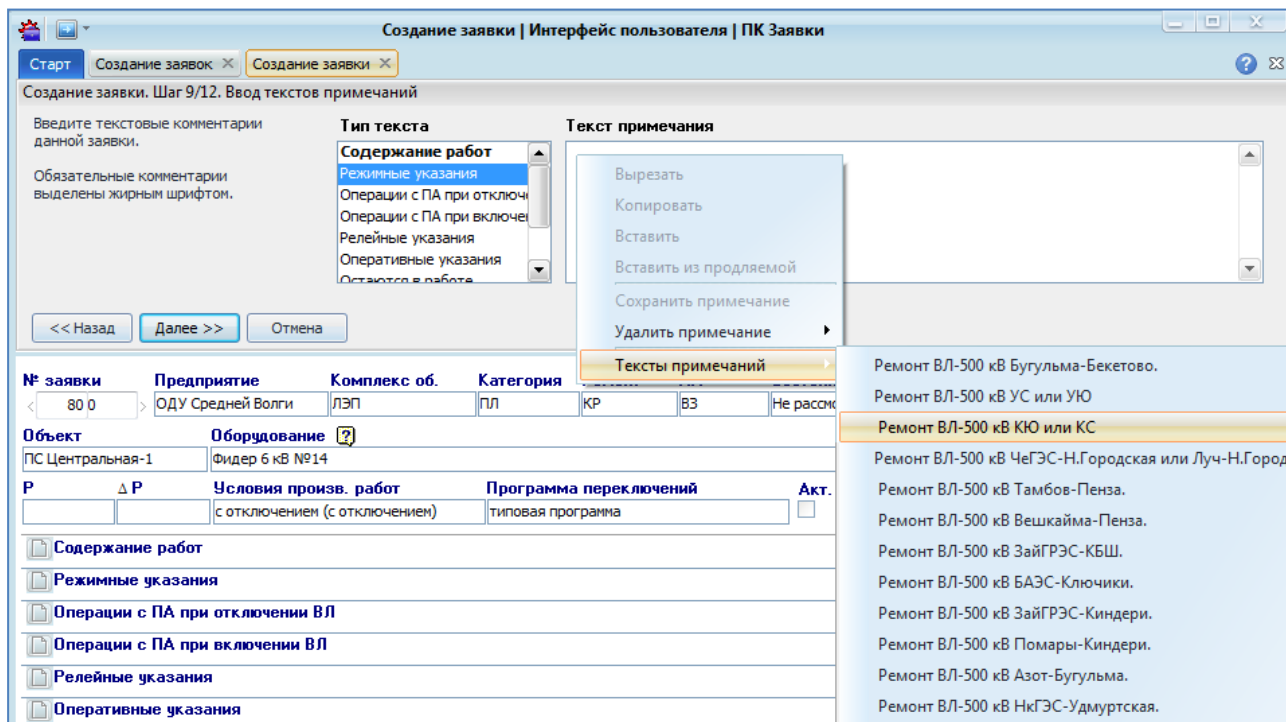 Создание заявки | Интерфейс пользователя | ПК Заявки
Старт
Создание заявок
Создание заявки
Создание заявки. Шаг 9/12. Ввод текстов примечаний
Введите текстовые комментарии
данной заявки.
Обязательные комментарии
выделены жирным шрифтом.
Тип текста
Содержание работ
Режимные указания
Операции с ПА при отключе
Операции с ПА при включе
Релейные указания
Оперативные указания
Остаются в работе
Текст примечания
Вырезать
Копировать
Вставить
Вставить из продляемой
Сохранить примечание
Удалить примечание
Тексты примечаний
<< Назад
Далее >>
Отмена
Ремонт ВЛ-500 кВ Бугульма-Бекетово.
Ремонт ВЛ-500 кВ УС или УЮ
Ремонт ВЛ-500 кВ КЮ или КС
Ремонт ВЛ-500 кВ ЧеГЭС-Н.Городская или Луч-Н.Город
Ремонт ВЛ-500 кВ Тамбов-Пенза.
Ремонт ВЛ-500 кВ Вешкайма-Пенза.
Ремонт ВЛ-500 кВ ЗайГРЭС-КБШ.
Ремонт ВЛ-500 кВ БАЭС-Ключики.
Ремонт ВЛ-500 кВ ЗайГРЭС-Киндери.
Ремонт ВЛ-500 кВ Помары-Киндери.
Ремонт ВЛ-500 кВ Азот-Бугульма.
Ремонт ВЛ-500 кВ НкГЭС-Удмуртская.
№ заявки Предприятие Комплекс об. Категория
80 0 ОДУ Средней Волги ЛЭП ПЛ КР ВЗ Не рассмо
Объект Оборудование ?
ПС Центральная-1 Фидер 6 кВ №14
Р Δ Р Условия произв. работ Программа переключений Акт.
с отключением (с отключением) типовая программа
Содержание работ
Режимные указания
Операции с ПА при отключении ВЛ
Операции с ПА при включении ВЛ
Релейные указания
Оперативные указания